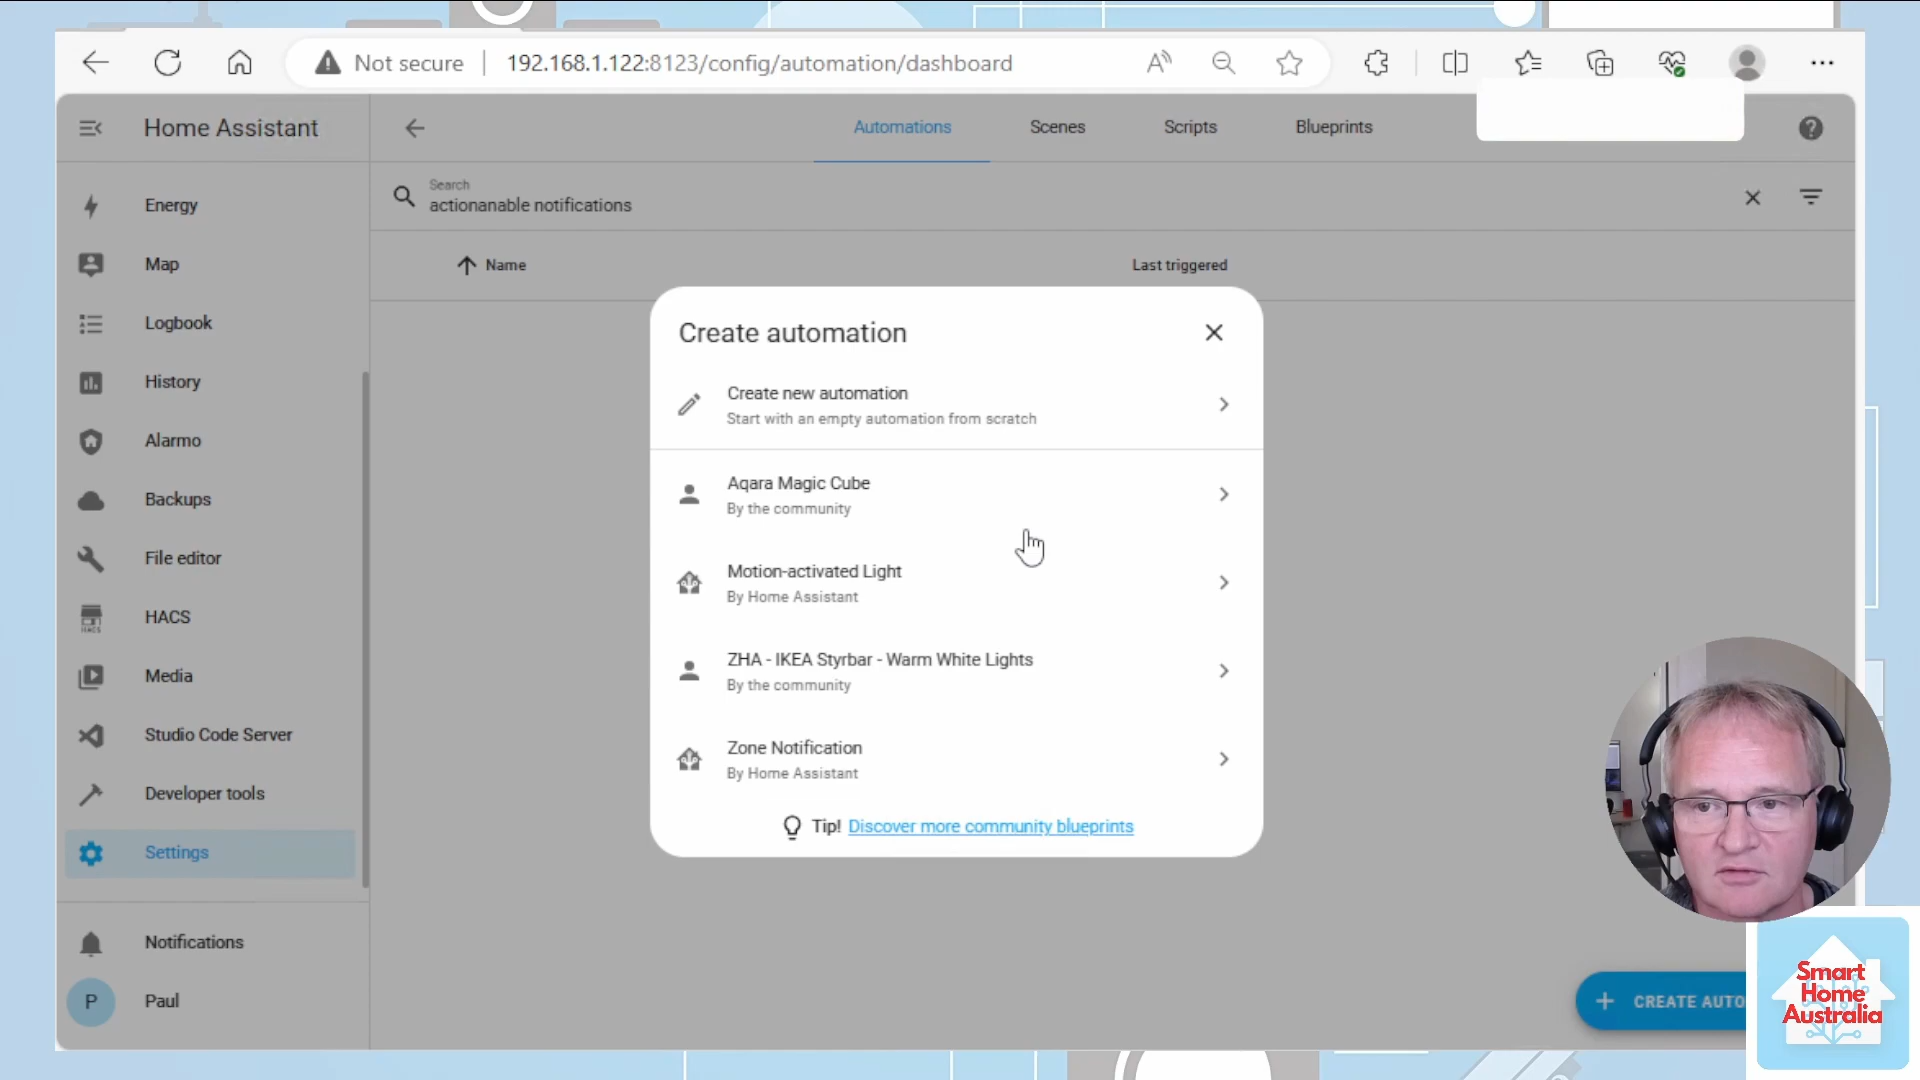 Not secure
192.168.1.122:8123/config/automation/dashboard
Home Assistant
Automations
Scenes
Scripts
Blueprints
Search
actionanable notifications
Name
Last triggered
Energy
Map
Logbook
History
Alarmo
Backups
File editor
HACS
HACS
Media
Studio Code Server
Developer tools
Settings
Notifications
P
Paul
Create automation
Create new automation
Start with an empty automation from scratch
Aqara Magic Cube
By the community
Motion-activated Light
By Home Assistant
ZHA - IKEA Styrbar - Warm White Lights
By the community
Zone Notification
By Home Assistant
Tip! Discover more community blueprints
CREATE AUTO
Smart
Home
Australia